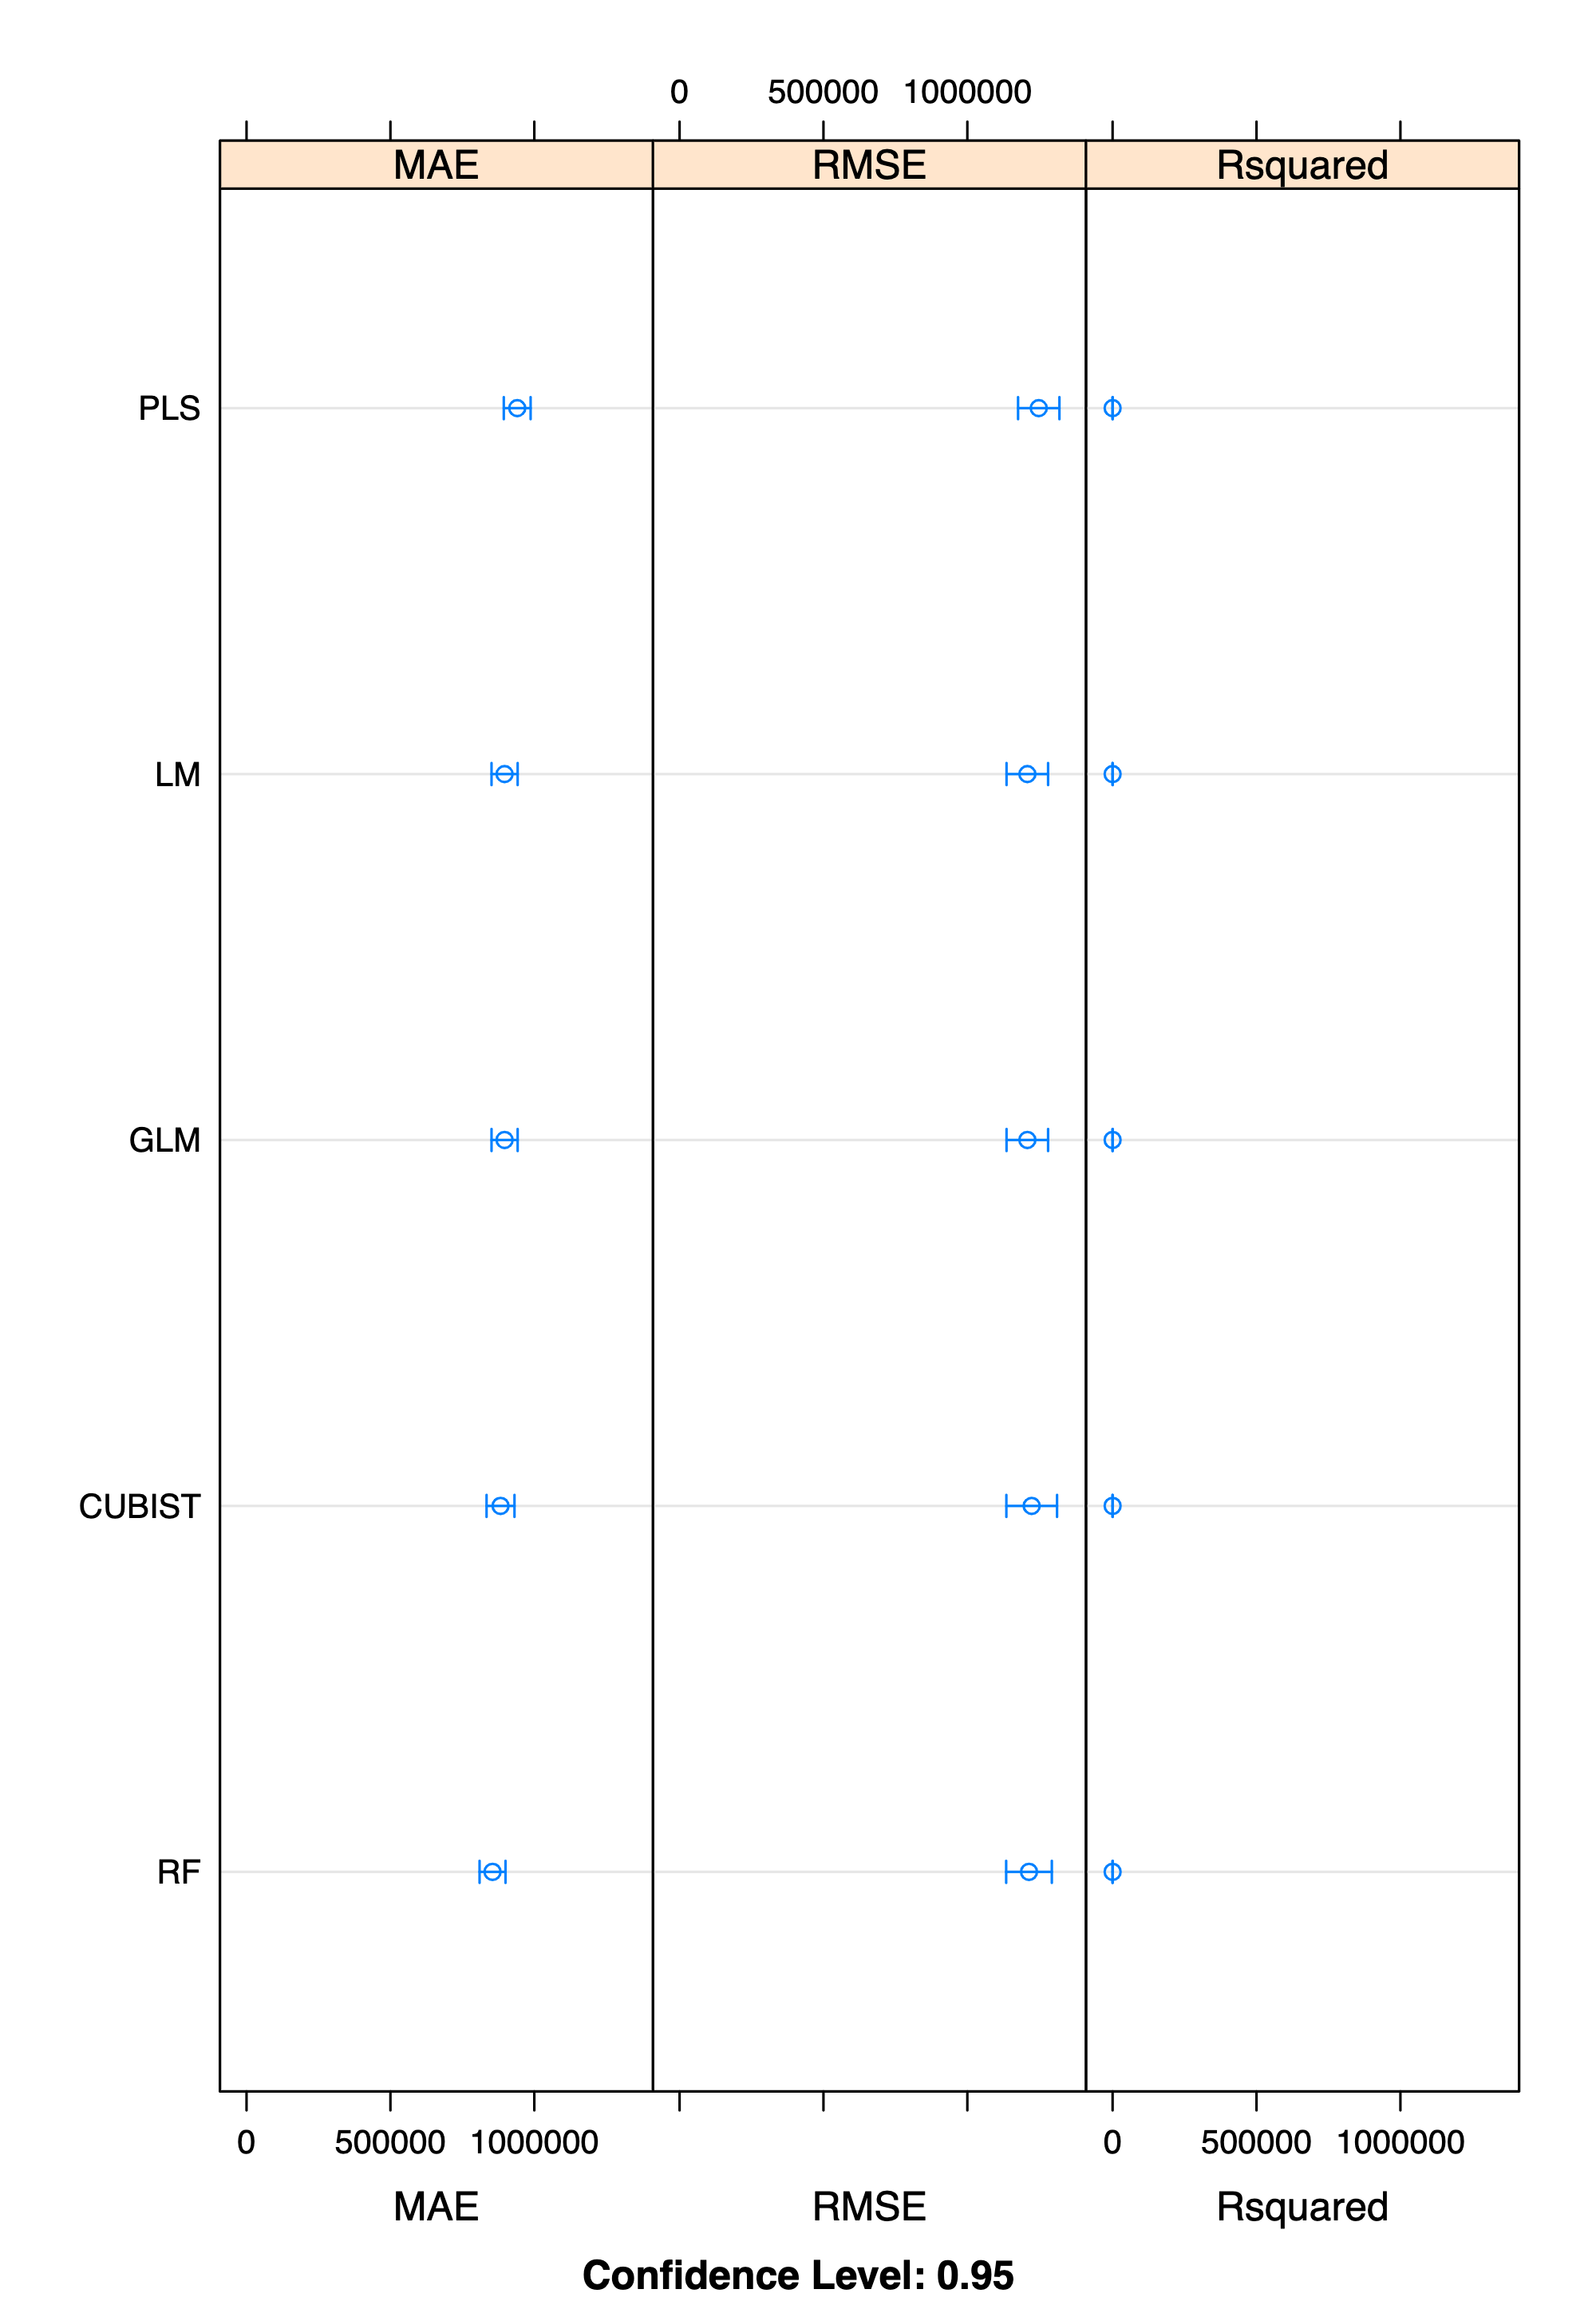 0 500000 1000000
MAE RMSE Rsquared
PLS
LM
GLM
CUBIST
RF
0 500000 1000000 0 500000 1000000
MAE RMSE Rsquared
Confidence Level: 0.95